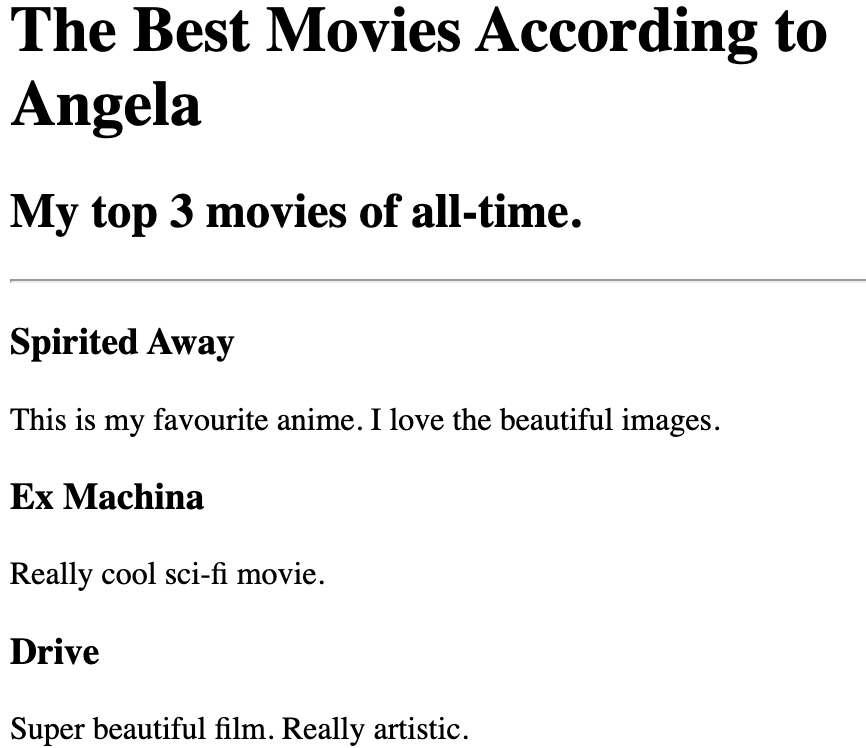 The Best Movies According to
Angela
My top 3 movies of all-time.
Spirited Away
This is my favourite anime. I love the beautiful images.
Ex Machina
Really cool sci-fi movie.
Drive
Super beautiful film. Really artistic.